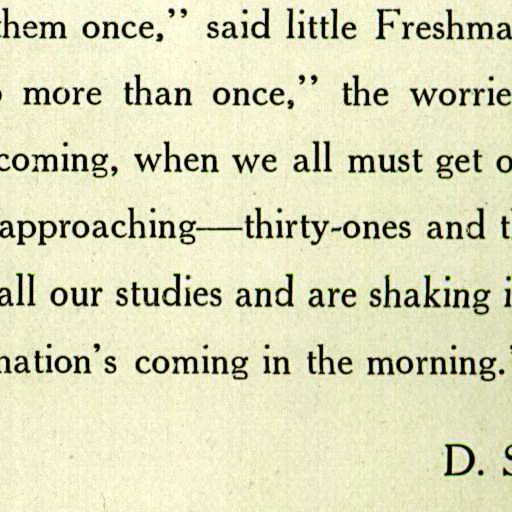 them once,” said little Freshma
more than once,” the worrie
coming, when we all must get o
approaching—thirty-ones and t
all our studies and are shaking i
nation’s coming in the morning.’
D. S